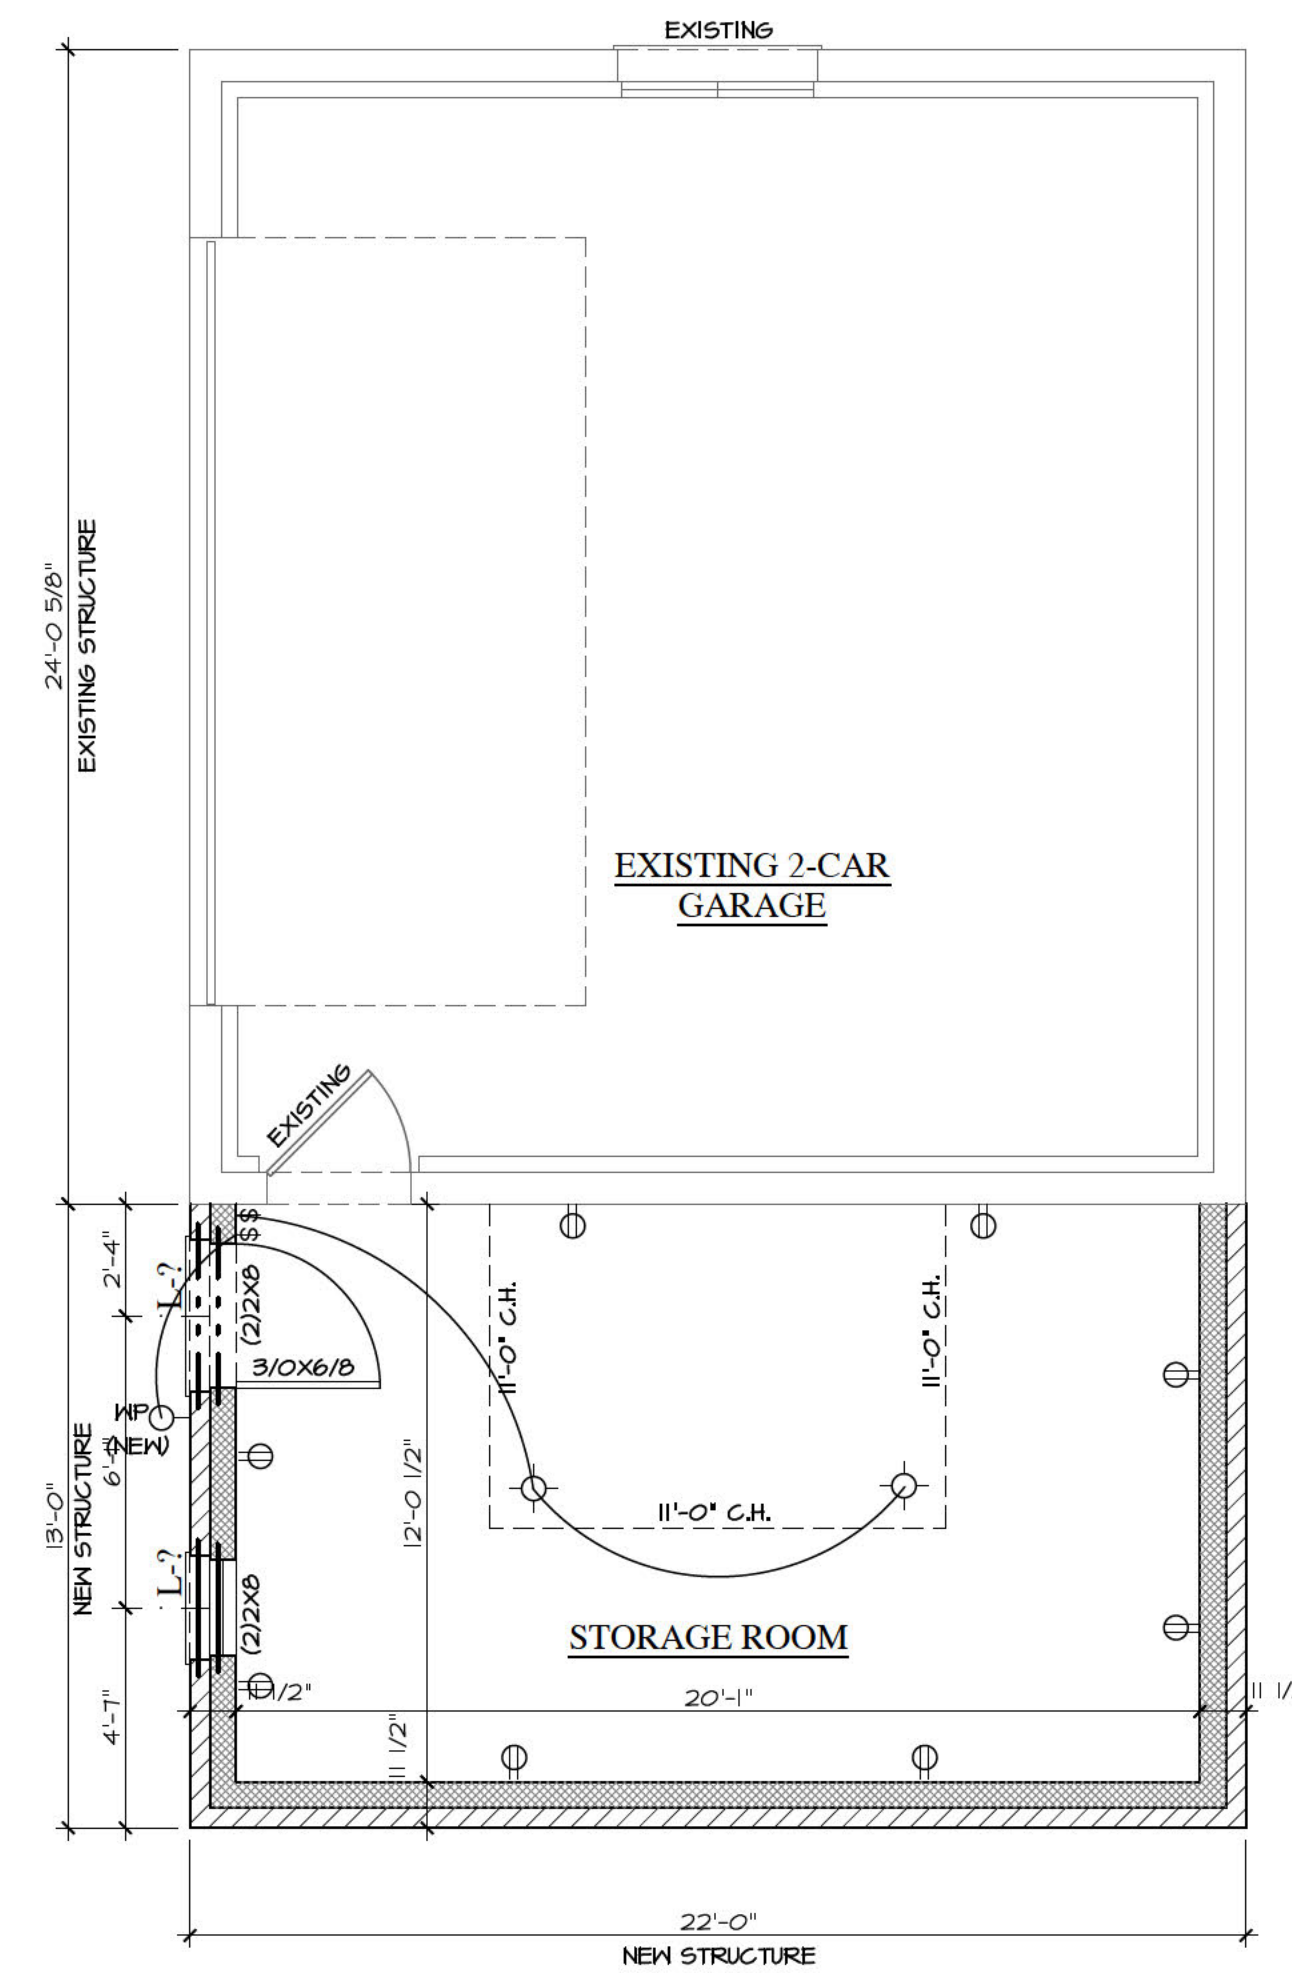 EXISTING
24'-0 5/8"
EXISTING STRUCTURE
EXISTING 2-CAR
GARAGE
EXISTING
2'-4"
L-?
$
$
(2)2X8
3/0X6/8
11'-0" C.H.
11'-0" C.H.
WP
(NEW)
13'-0"
NEW STRUCTURE
12'-0 1/2"
11'-0" C.H.
L-?
(2)2X8
STORAGE ROOM
4'-7"
11 1/2"
20'-1"
11 1/2"
22'-0"
NEW STRUCTURE